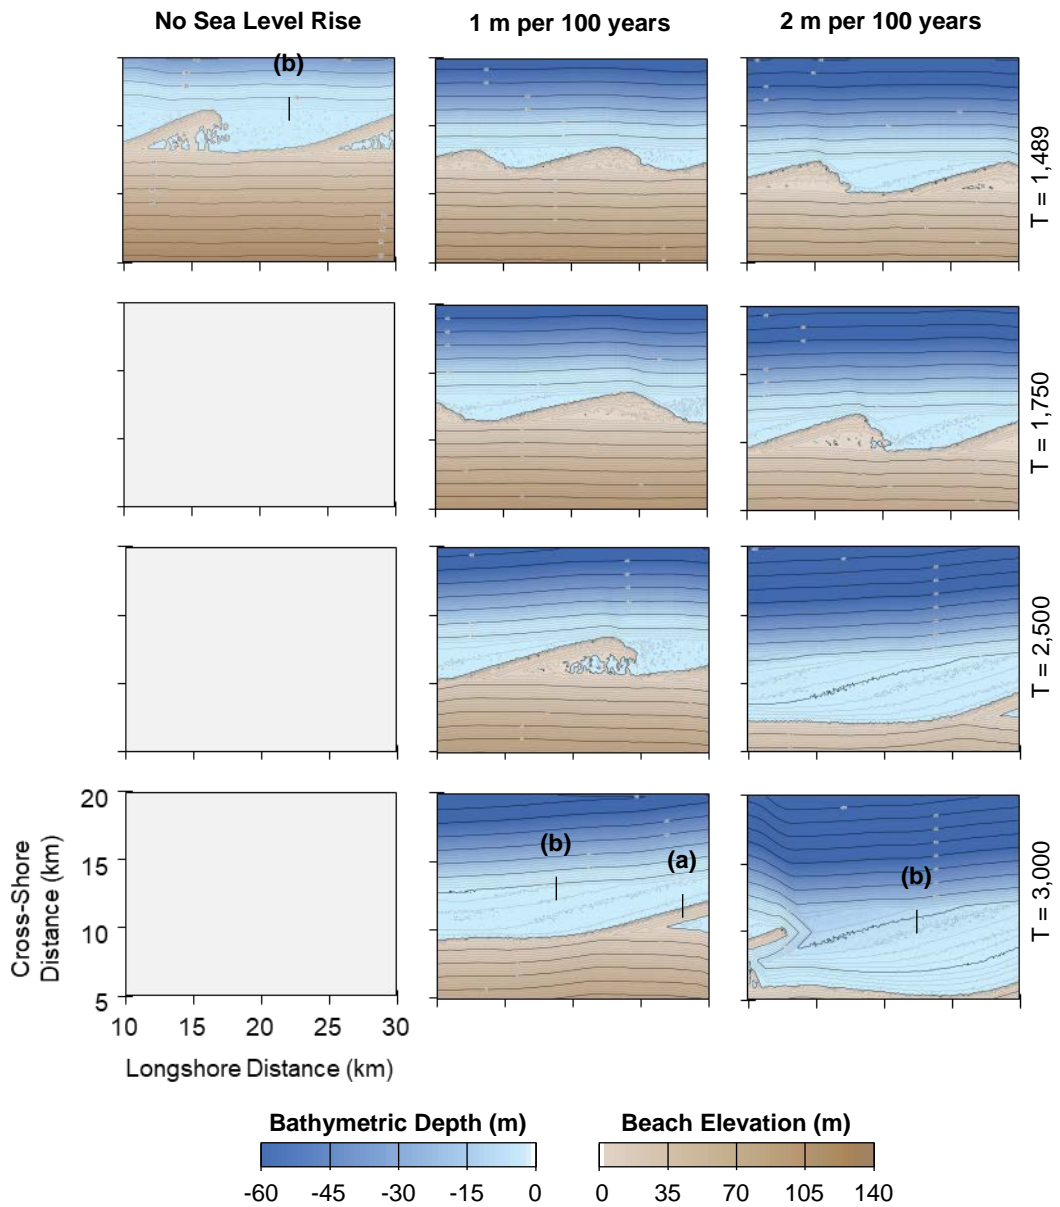 No Sea Level Rise
1 m per 100 years
2 m per 100 years
(b)
T = 1,489
T = 1,750
T = 2,500
T = 3,000
(b)
(a)
(b)
20
15
10
5
Cross-Shore
Distance (km)
10 15 20 25 30
Longshore Distance (km)
Bathymetric Depth (m)
-60 -45 -30 -15 0
Beach Elevation (m)
0 35 70 105 140